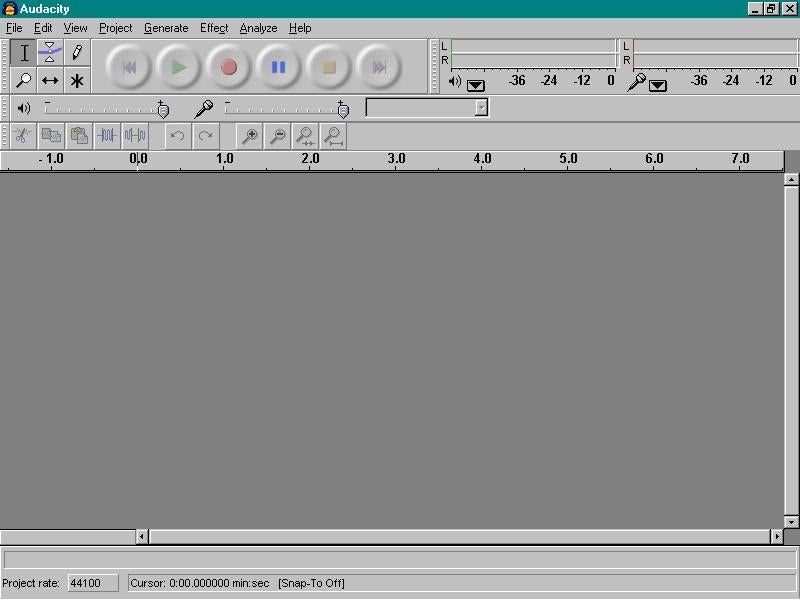 Audacity
File Edit View Project Generate Effect Analyze Help
L R -36 -24 -12 0 L R -36 -24 -12 0
- 1.0 0.0 1.0 2.0 3.0 4.0 5.0 6.0 7.0
Project rate: 44100 Cursor: 0:00.000000 min:sec [Snap-To Off]